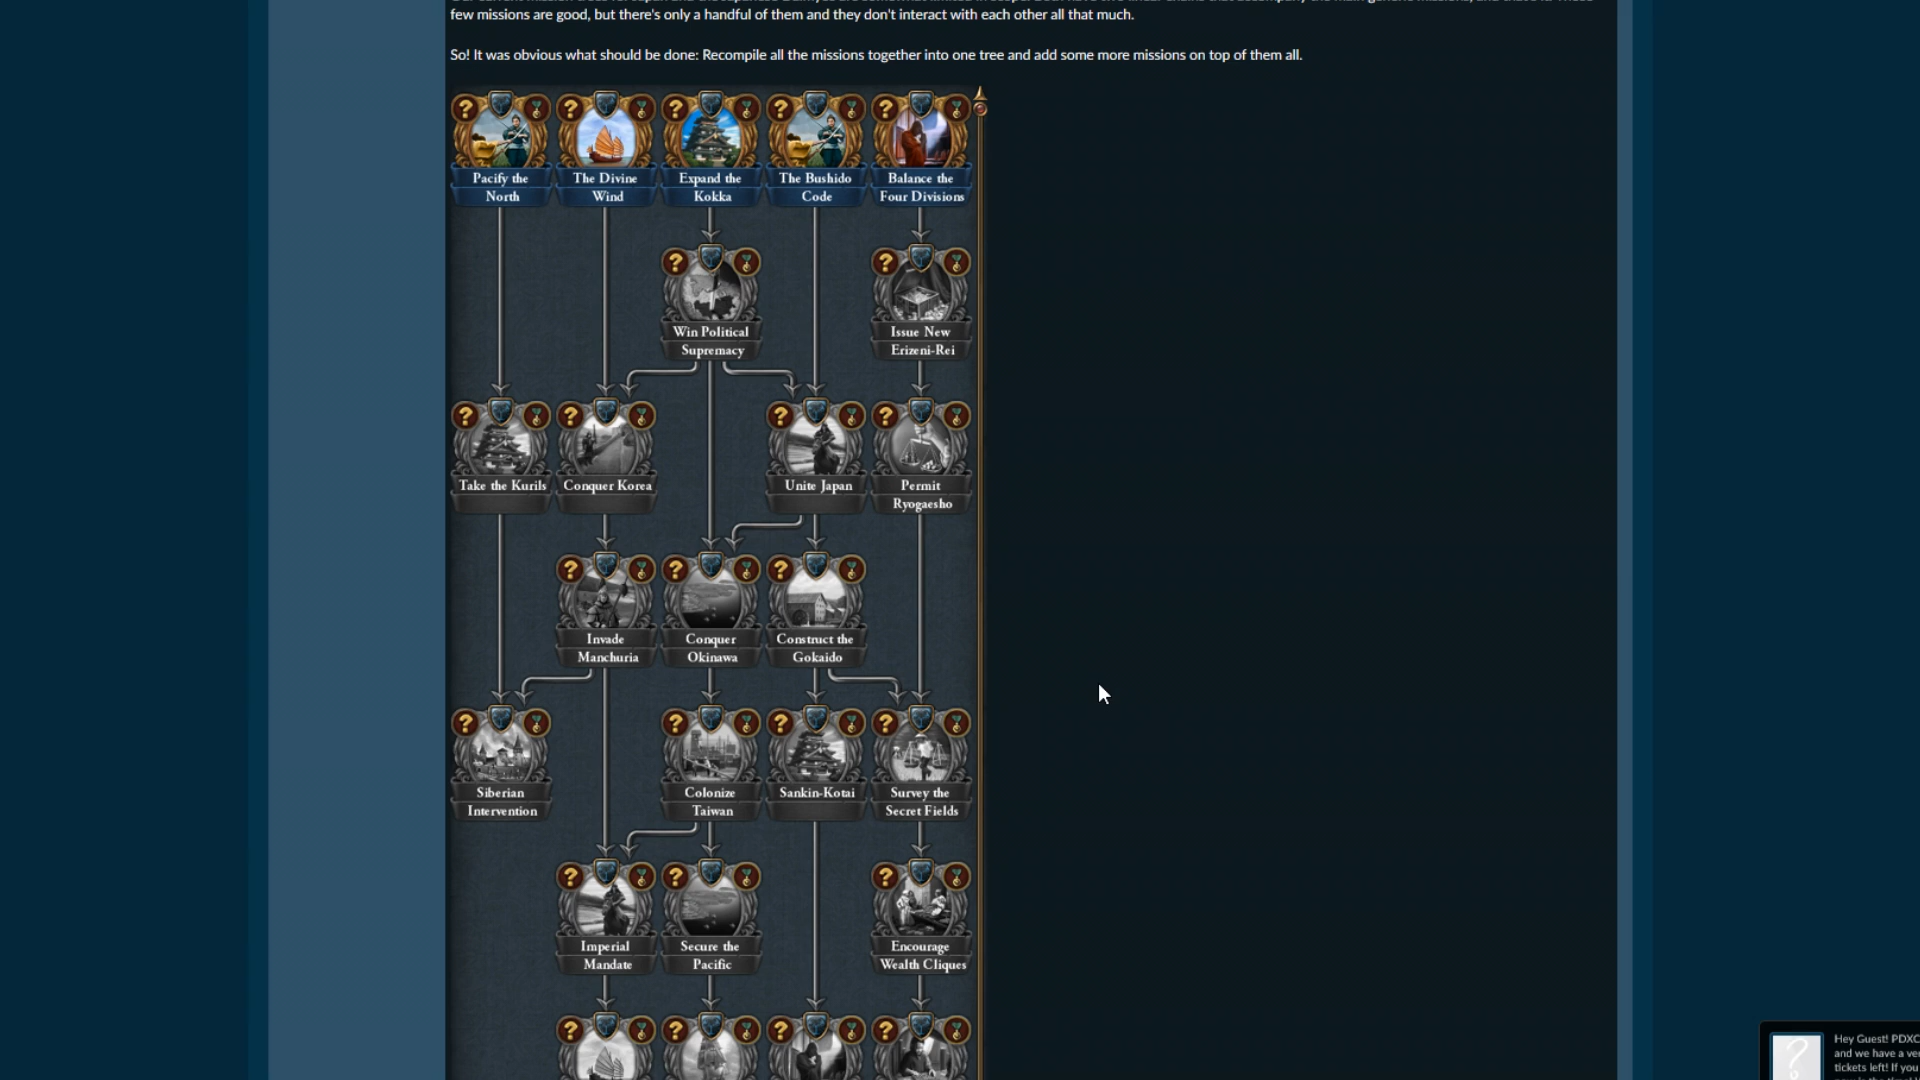 few missions are good, but there's only a handful of them and they don't interact with each other all that much.
So! It was obvious what should be done: Recompile all the missions together into one tree and add some more missions on top of them all.
Pacify the
North
The Divine
Wind
Expand the
Kokka
The Bushido
Code
Balance the
Four Divisions
Win Political
Supremacy
Issue New
Erizeni-Rei
Take the Kurils
Conquer Korea
Unite Japan
Permit
Ryogaesho
Invade
Manchuria
Conquer
Okinawa
Construct the
Gokaido
Siberian
Intervention
Colonize
Taiwan
Sankin-Kotai
Survey the
Secret Fields
Imperial
Mandate
Secure the
Pacific
Encourage
Wealth Cliques
Hey Guest! PDXC
and we have a ve
tickets left! If you